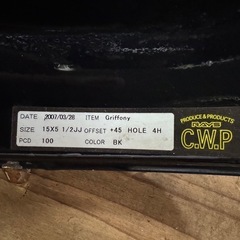 DATE 2007/03/28 ITEM Griffony
SIZE 15X5 1/2JJ OFFSET +45 HOLE 4H
PCD 100 COLOR BK
PRODUCE & PRODUCTS
RAYS
C.W.P